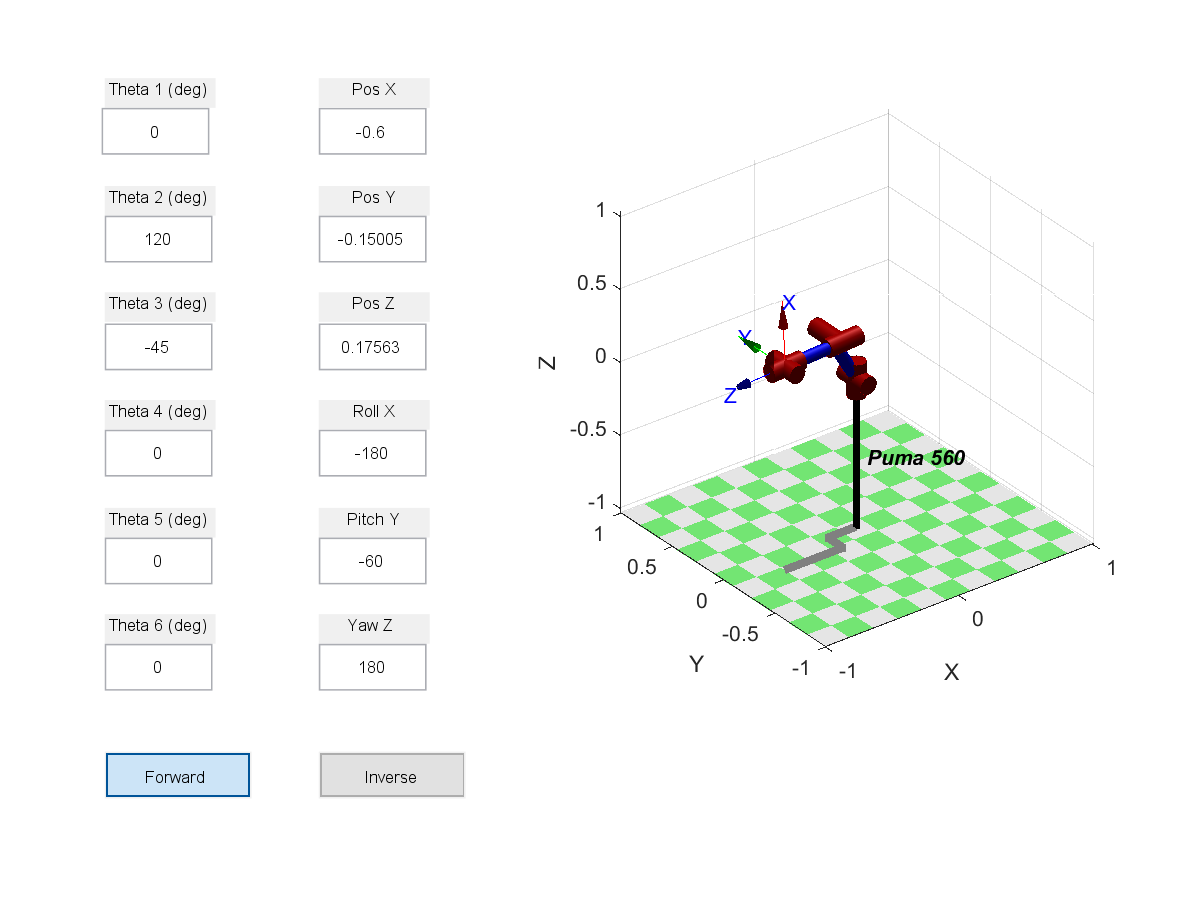 Theta 1 (deg)
0
Pos X
-0.6
Theta 2 (deg)
120
Pos Y
-0.15005
Theta 3 (deg)
-45
Pos Z
0.17563
Theta 4 (deg)
0
Roll X
-180
Theta 5 (deg)
0
Pitch Y
-60
Theta 6 (deg)
0
Yaw Z
180
Forward
Inverse
1
0.5
0
-0.5
-1
Z
X
Y
Z
Puma 560
1
0.5
0
-0.5
-1
Y
-1
0
1
X